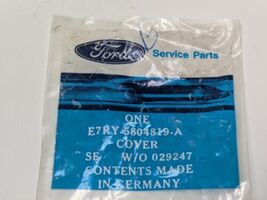 Ford
Service Parts
ONE
E7RY-5804819-A
COVER
SE W/O 029247
CONTENTS MADE
IN GERMANY